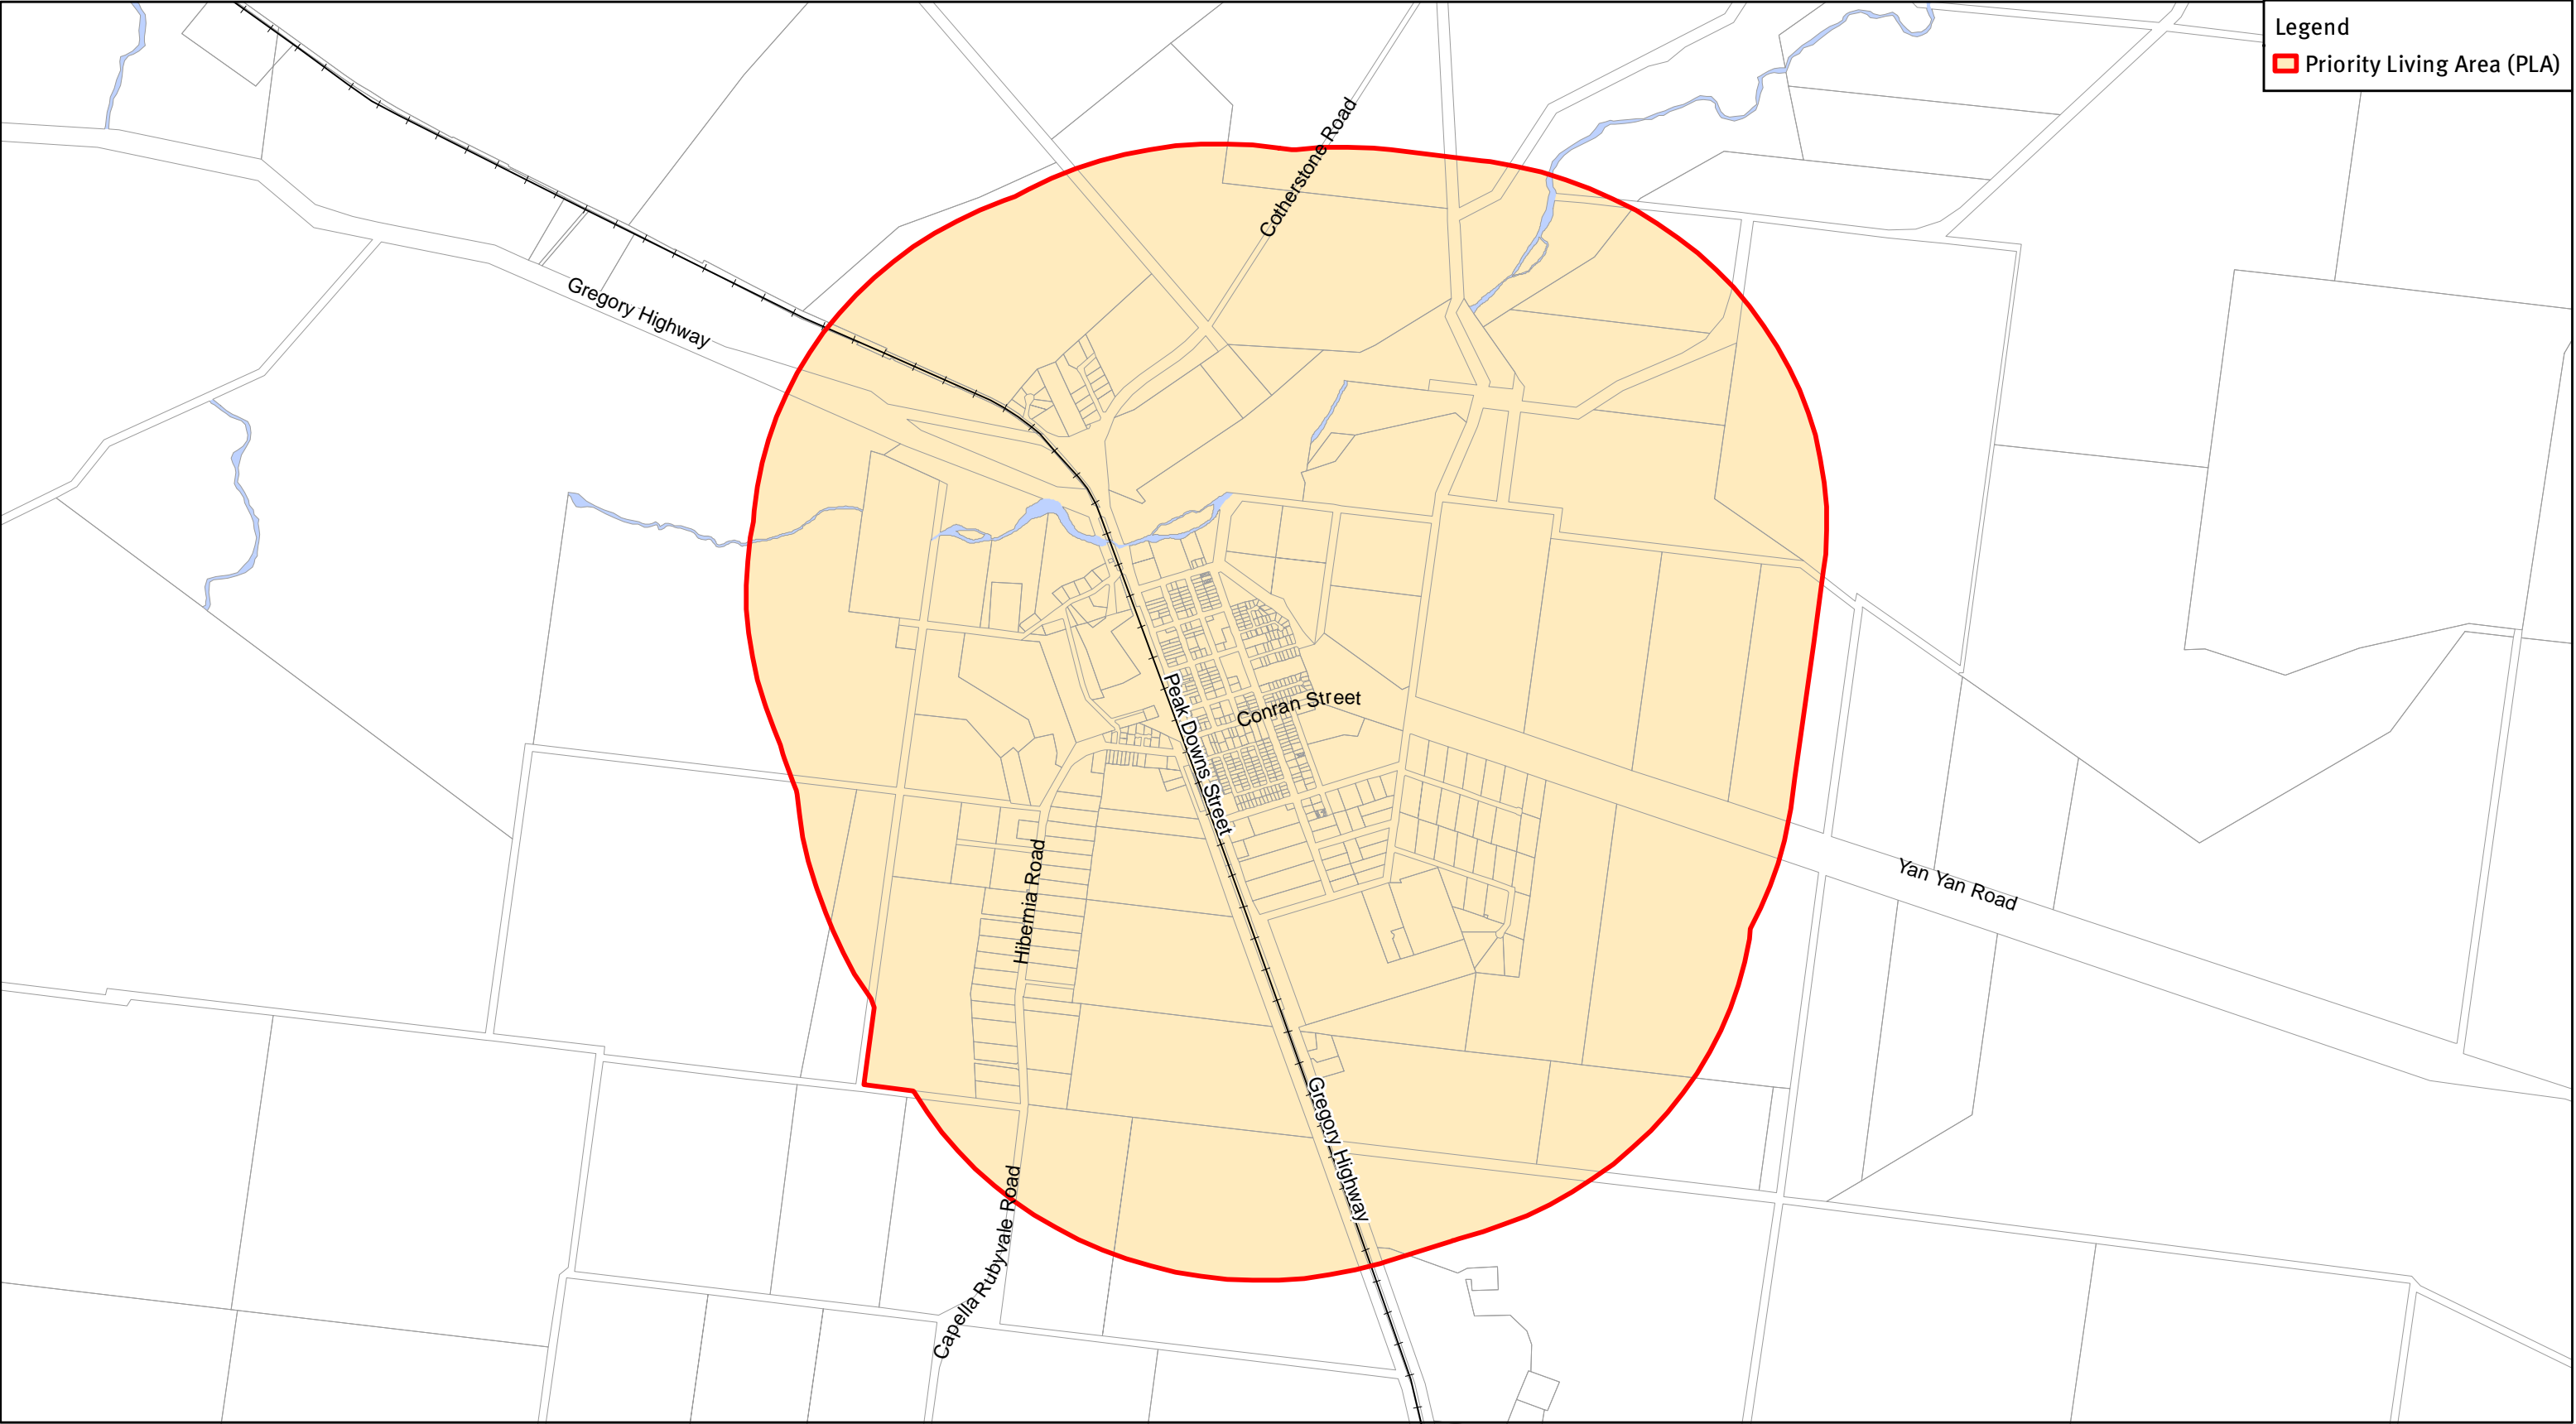 Legend
Priority Living Area (PLA)
Cotherstone Road
Gregory Highway
Peak Downs Street
Conran Street
Hibernia Road
Yan Yan Road
Gregory Highway
Capella Rubyvale Road